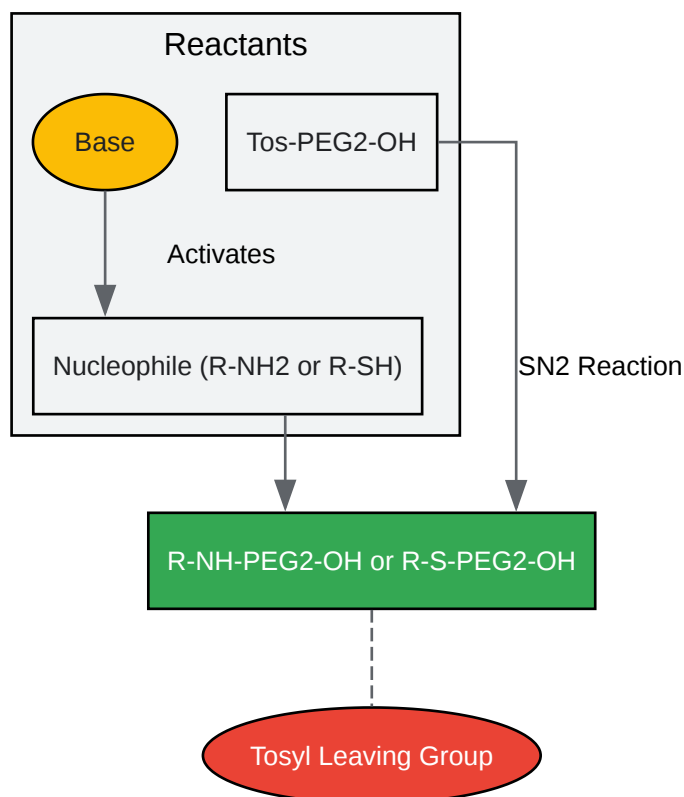 Reactants
Base
Tos-PEG2-OH
Activates
Nucleophile (R-NH2 or R-SH)
SN2 Reaction
R-NH-PEG2-OH or R-S-PEG2-OH
Tosyl Leaving Group